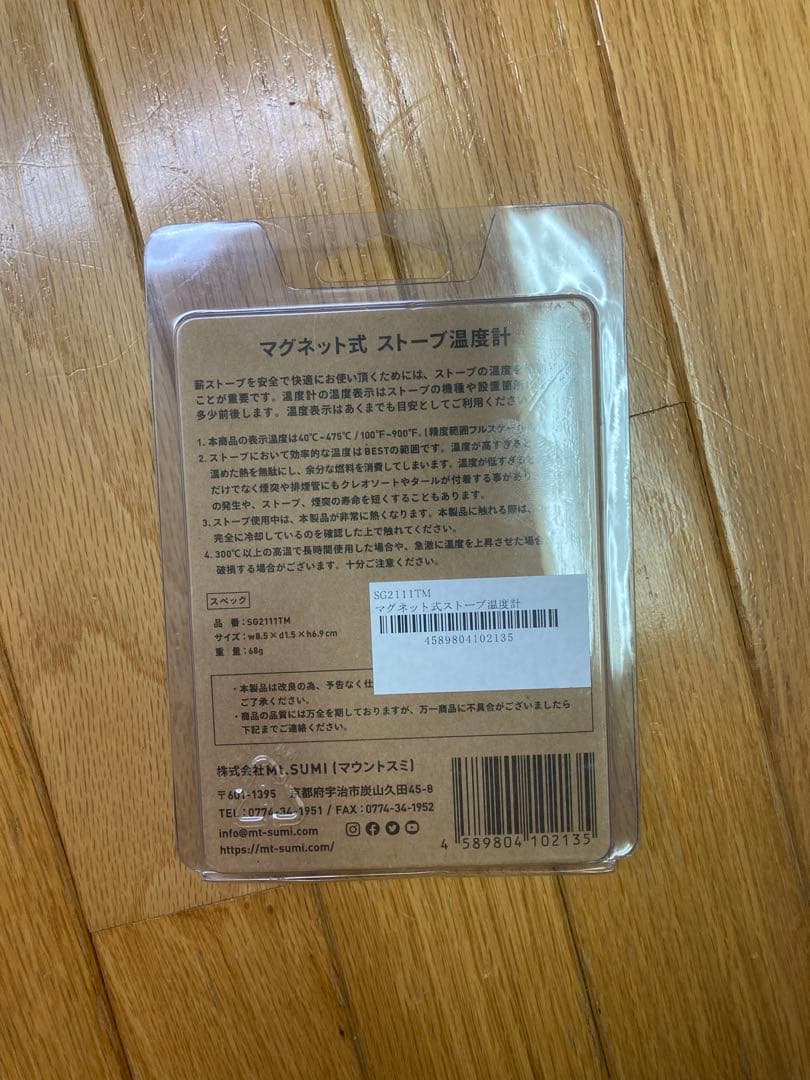 マグネット式 ストーブ温度計
薪ストーブを安全で快適にお使い頂くためには、ストーブの温度を
ことが重要です。温度計の温度表示はストーブの機種や設置箇所
多少前後します。温度表示はあくまでも目安としてご利用ください
1. 本商品の表示温度は40℃~475℃ / 100°F~900°F。(精度範囲フルスケール
2. ストーブにおいて効率的な温度はBESTの範囲です。温度が高すぎると
温めた熱を無駄にし、余分な燃料を消費してしまいます。温度が低すぎると
だけでなく煙突や排煙管にもクレオソートやタールが付着する事があり
の発生や、ストーブ、煙突の寿命を短くすることもあります。
3. ストーブ使用中は、本製品が非常に熱くなります。本製品に触れる際は、
完全に冷却しているのを確認した上で触れてください。
4. 300℃以上の高温で長時間使用した場合や、急激に温度を上昇させた場合
破損する場合がございます。十分ご注意ください。
スペック
品 番:SG2111TM
サイズ:w8.5×d1.5×h6.9cm
重 量:68g
SG2111TM
マグネット式ストーブ温度計
4589804102135
・本製品は改良の為、予告なく仕
ご了承ください。
・商品の品質には万全を期しておりますが、万一商品に不具合がございましたら
下記までご連絡ください。
株式会社Mt.SUMI(マウントスミ)
〒601-1395 京都府宇治市炭山久田45-8
TEL:0774-34-1951 / FAX:0774-34-1952
info@mt-sumi.com
https://mt-sumi.com/
4 589804 102135